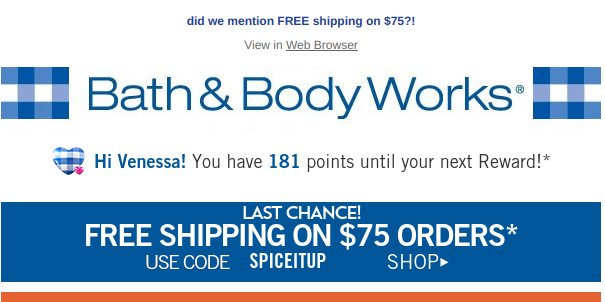 did we mention FREE shipping on $75?!
View in Web Browser
Bath & Body Works®
Hi Venessa! You have 181 points until your next Reward!*
LAST CHANCE!
FREE SHIPPING ON $75 ORDERS*
USE CODE SPICEITUP SHOP▸